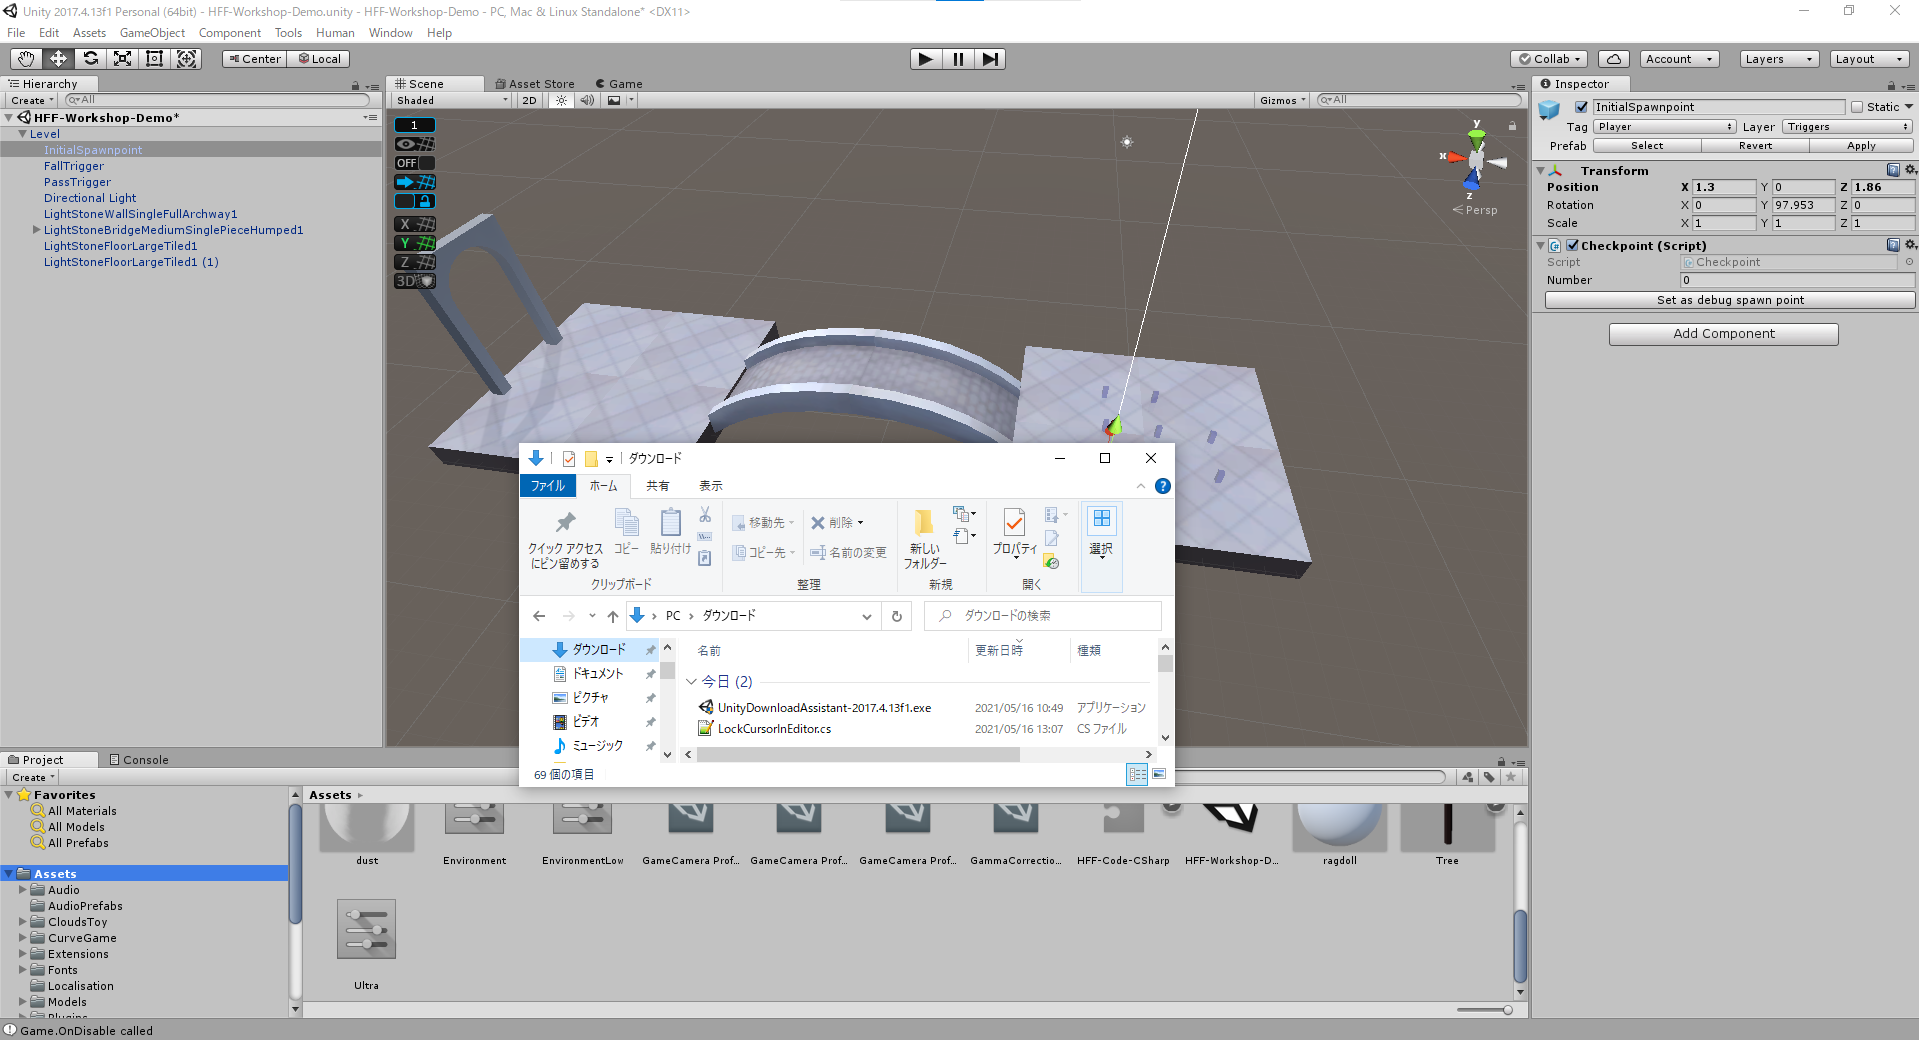 Unity 2017.4.13f1 Personal (64bit) - HFF-Workshop-Demo.unity - HFF-Workshop-Demo - PC, Mac & Linux Standalone* <DX11>
File Edit Assets GameObject Component Tools Human Window Help
Center Local
Collab Account Layers Layout
Hierarchy
Create All
HFF-Workshop-Demo*
Level
InitialSpawnpoint
FallTrigger
PassTrigger
Directional Light
LightStoneWallSingleFullArchway1
LightStoneBridgeMediumSinglePieceHumped1
LightStoneFloorLargeTiled1
LightStoneFloorLargeTiled1 (1)
Scene Asset Store Game
Shaded 2D Gizmos All
1
OFF
X
Y
Z
3D
y
x
z
Persp
Inspector
InitialSpawnpoint Static
Tag Player Layer Triggers
Prefab Select Revert Apply
Transform
Position X 1.3 Y 0 Z 1.86
Rotation X 0 Y 97.953 Z 0
Scale X 1 Y 1 Z 1
Checkpoint (Script)
Script Checkpoint
Number 0
Set as debug spawn point
Add Component
ダウンロード
ファイル ホーム 共有 表示
クイック アクセス
にピン留めする
コピー
貼り付け
クリップボード
移動先
コピー先
削除
名前の変更
整理
新しい
フォルダー
新規
プロパティ
開く
選択
PC ダウンロード
ダウンロードの検索
ダウンロード
ドキュメント
ピクチャ
ビデオ
ミュージック
名前 更新日時 種類
今日 (2)
UnityDownloadAssistant-2017.4.13f1.exe 2021/05/16 10:49 アプリケーション
LockCursorInEditor.cs 2021/05/16 13:07 CS ファイル
69 個の項目
Project Console
Create
Favorites
All Materials
All Models
All Prefabs
Assets
Audio
AudioPrefabs
CloudsToy
CurveGame
Extensions
Fonts
Localisation
Models
Plugins
Assets
dust Environment EnvironmentLow GameCamera Prof... GameCamera Prof... GameCamera Prof... GammaCorrectio... HFF-Code-CSharp HFF-Workshop-D... ragdoll Tree
Ultra
Game.OnDisable called